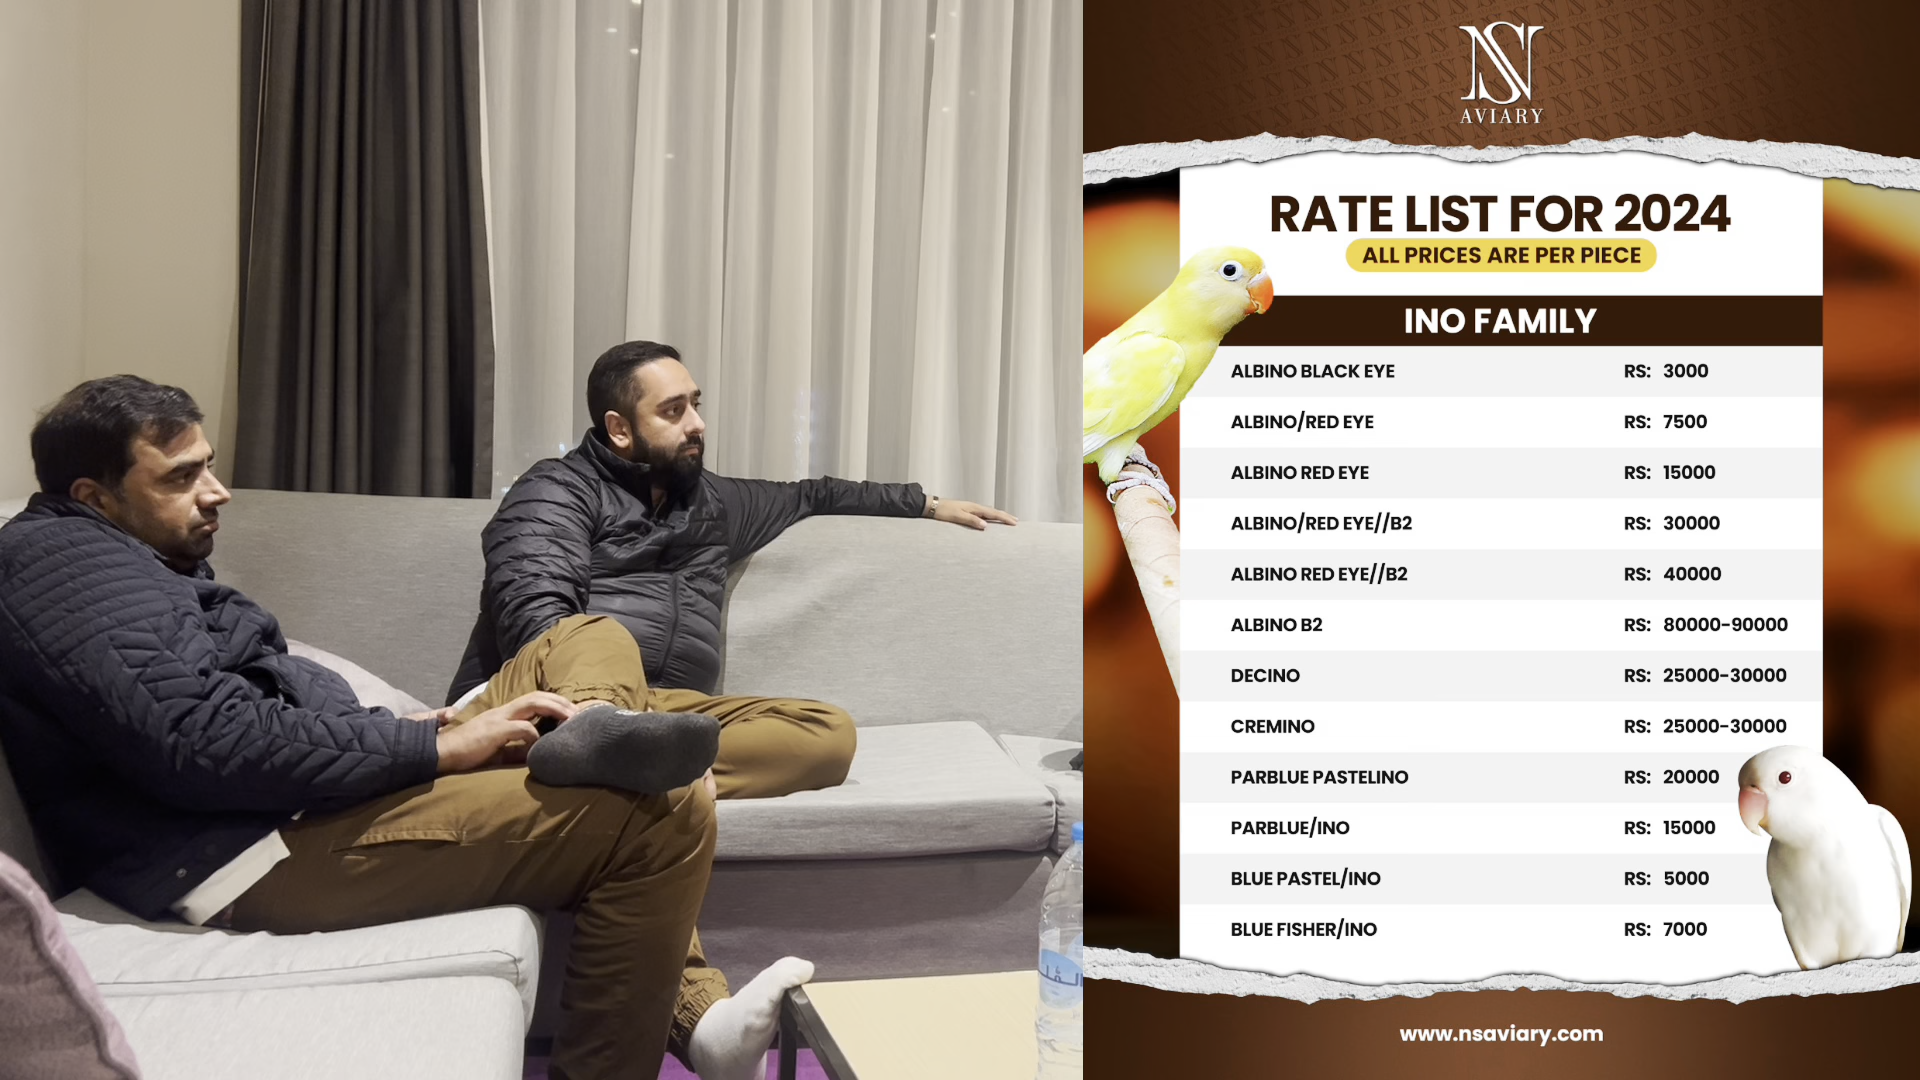 NS
AVIARY
RATE LIST FOR 2024
ALL PRICES ARE PER PIECE
INO FAMILY
ALBINO BLACK EYE RS: 3000
ALBINO/RED EYE RS: 7500
ALBINO RED EYE RS: 15000
ALBINO/RED EYE//B2 RS: 30000
ALBINO RED EYE//B2 RS: 40000
ALBINO B2 RS: 80000-90000
DECINO RS: 25000-30000
CREMINO RS: 25000-30000
PARBLUE PASTELINO RS: 20000
PARBLUE/INO RS: 15000
BLUE PASTEL/INO RS: 5000
BLUE FISHER/INO RS: 7000
www.nsaviary.com